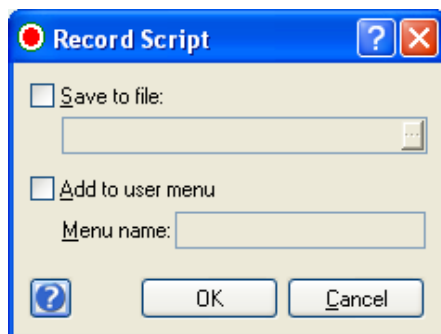 Record Script
?
Save to file:
...
Add to user menu
Menu name:
? OK Cancel